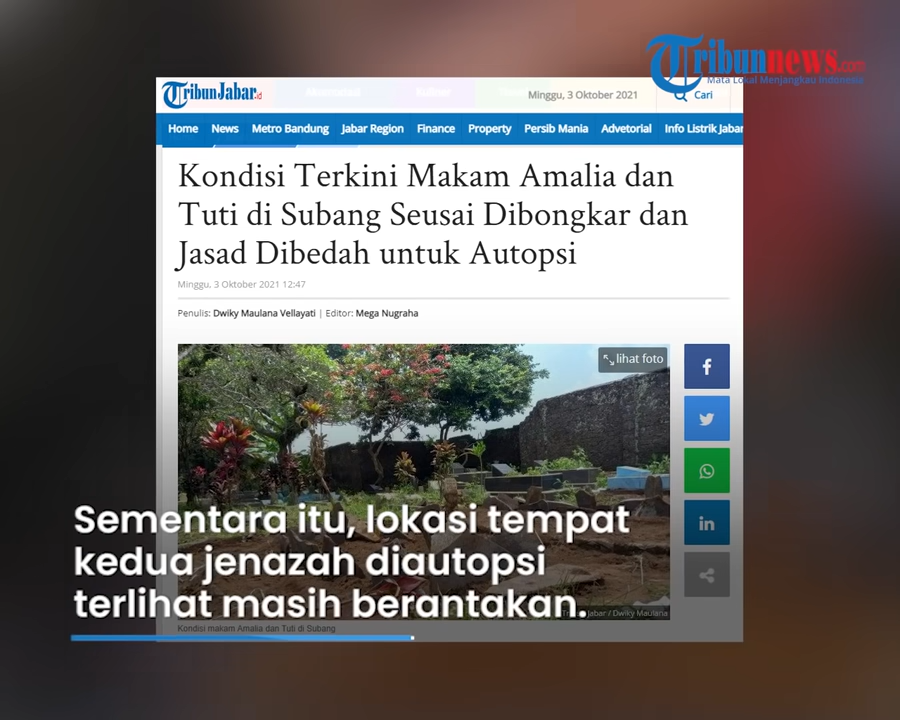 Tribunnews.com
Mata Lokal Menjangkau Indonesia
TribunJabar.id
Minggu, 3 Oktober 2021
Cari
Home News Metro Bandung Jabar Region Finance Property Persib Mania Advetorial Info Listrik Jabar
Kondisi Terkini Makam Amalia dan
Tuti di Subang Seusai Dibongkar dan
Jasad Dibedah untuk Autopsi
Minggu, 3 Oktober 2021 12:47
Penulis: Dwiky Maulana Vellayati | Editor: Mega Nugraha
lihat foto
Sementara itu, lokasi tempat
kedua jenazah diautopsi
terlihat masih berantakan.
Jabar / Dwiky Maulana
Kondisi makam Amalia dan Tuti di Subang